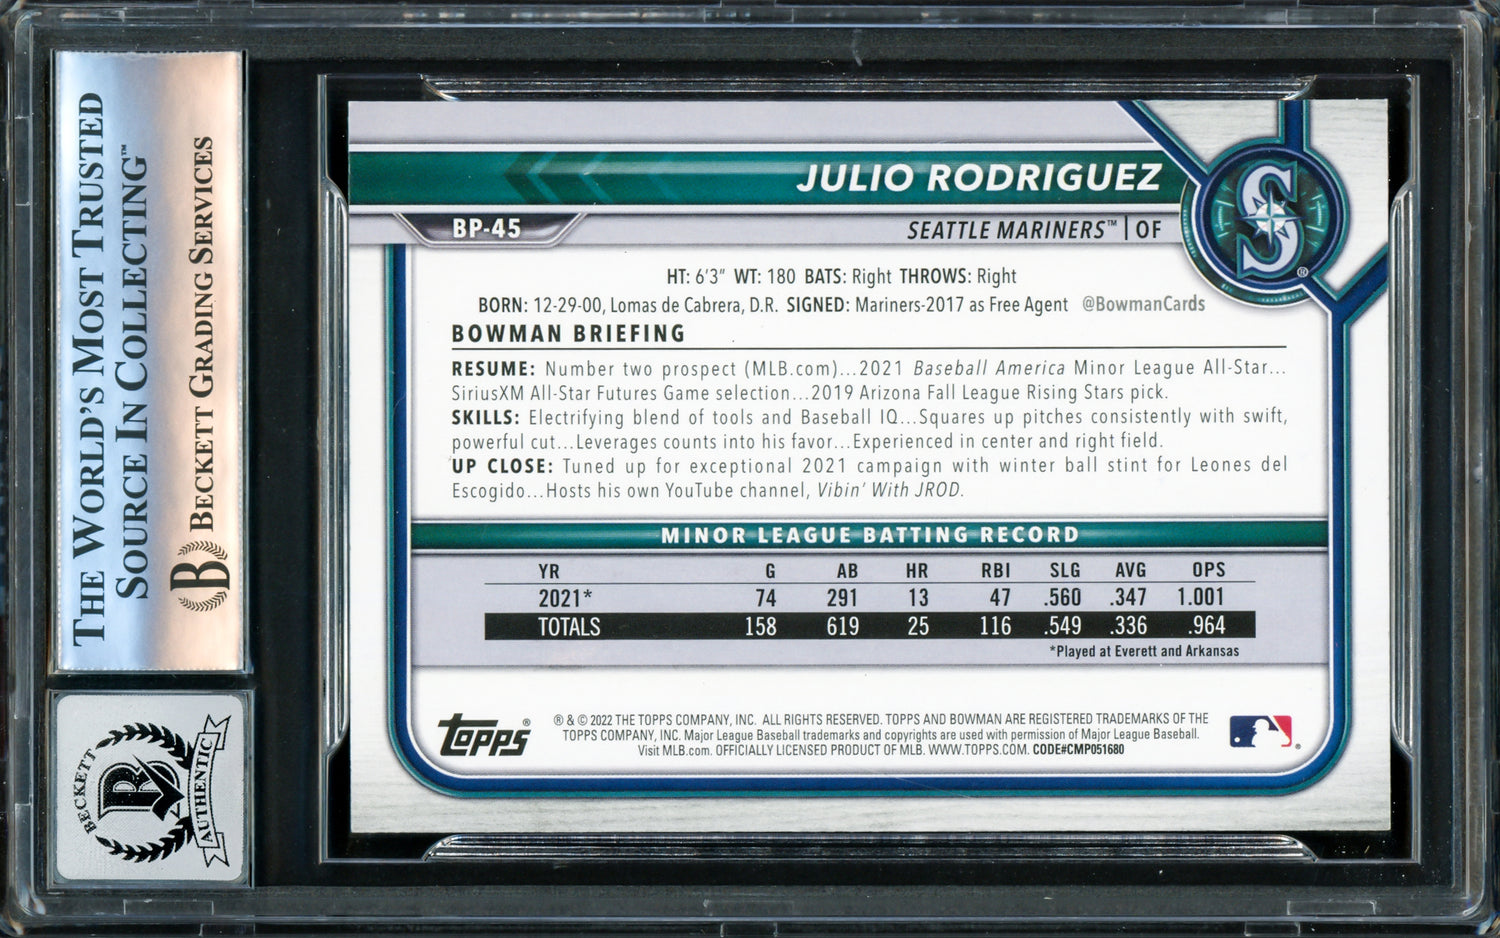 THE WORLD'S MOST TRUSTED
SOURCE IN COLLECTING™
BECKETT GRADING SERVICES
B
BECKETT
B
AUTHENTIC
JULIO RODRIGUEZ
BP-45
SEATTLE MARINERS™ | OF
S
®
HT: 6'3" WT: 180 BATS: Right THROWS: Right
BORN: 12-29-00, Lomas de Cabrera, D.R. SIGNED: Mariners-2017 as Free Agent @BowmanCards
BOWMAN BRIEFING
RESUME: Number two prospect (MLB.com)...2021 Baseball America Minor League All-Star...
SiriusXM All-Star Futures Game selection...2019 Arizona Fall League Rising Stars pick.
SKILLS: Electrifying blend of tools and Baseball IQ...Squares up pitches consistently with swift,
powerful cut...Leverages counts into his favor...Experienced in center and right field.
UP CLOSE: Tuned up for exceptional 2021 campaign with winter ball stint for Leones del
Escogido...Hosts his own YouTube channel, Vibin' With JROD.
MINOR LEAGUE BATTING RECORD
YR G AB HR RBI SLG AVG OPS
2021* 74 291 13 47 .560 .347 1.001
TOTALS 158 619 25 116 .549 .336 .964
*Played at Everett and Arkansas
topps®
® & © 2022 THE TOPPS COMPANY, INC. ALL RIGHTS RESERVED. TOPPS AND BOWMAN ARE REGISTERED TRADEMARKS OF THE
TOPPS COMPANY, INC. Major League Baseball trademarks and copyrights are used with permission of Major League Baseball.
Visit MLB.com. OFFICIALLY LICENSED PRODUCT OF MLB. WWW.TOPPS.COM. CODE#CMP051680
®